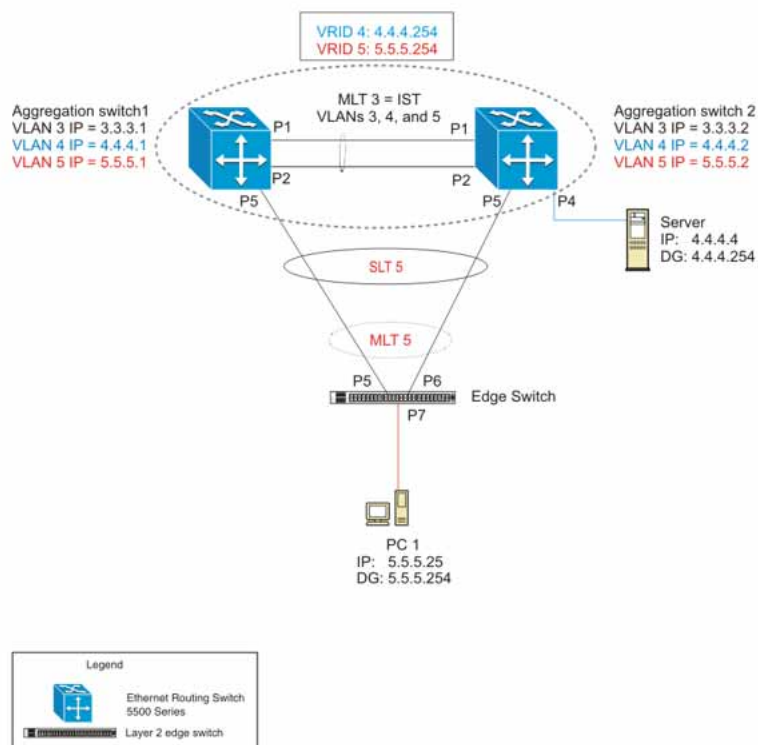 VRID 4: 4.4.4.254
VRID 5: 5.5.5.254
MLT 3 = IST
VLANs 3, 4, and 5
Aggregation switch1
VLAN 3 IP = 3.3.3.1
VLAN 4 IP = 4.4.4.1
VLAN 5 IP = 5.5.5.1
Aggregation switch 2
VLAN 3 IP = 3.3.3.2
VLAN 4 IP = 4.4.4.2
VLAN 5 IP = 5.5.5.2
P1
P1
P2
P2
P5
P5
P4
Server
IP: 4.4.4.4
DG: 4.4.4.254
SLT 5
MLT 5
P5
P6
Edge Switch
P7
PC 1
IP: 5.5.5.25
DG: 5.5.5.254
Legend
Ethernet Routing Switch
5500 Series
Layer 2 edge switch